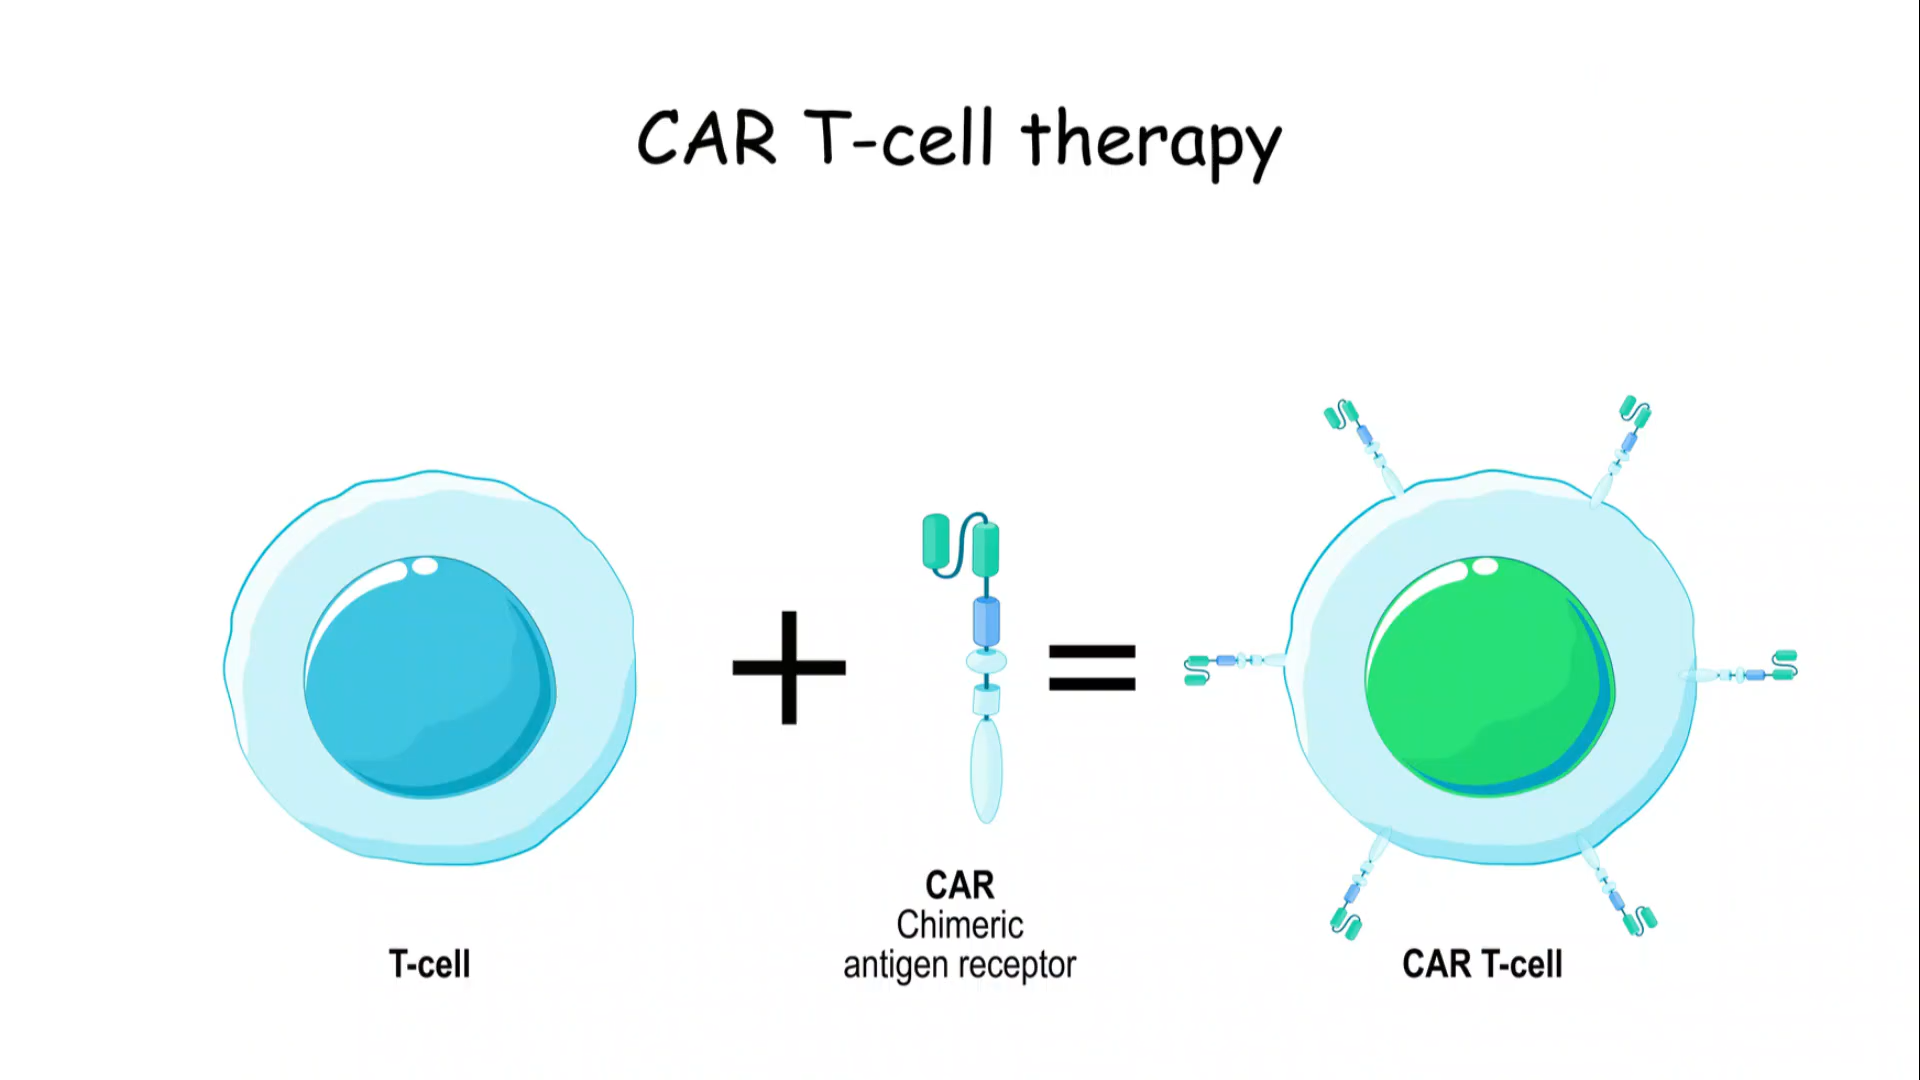 CAR T-cell therapy
T-cell
CAR
Chimeric
antigen receptor
CAR T-cell